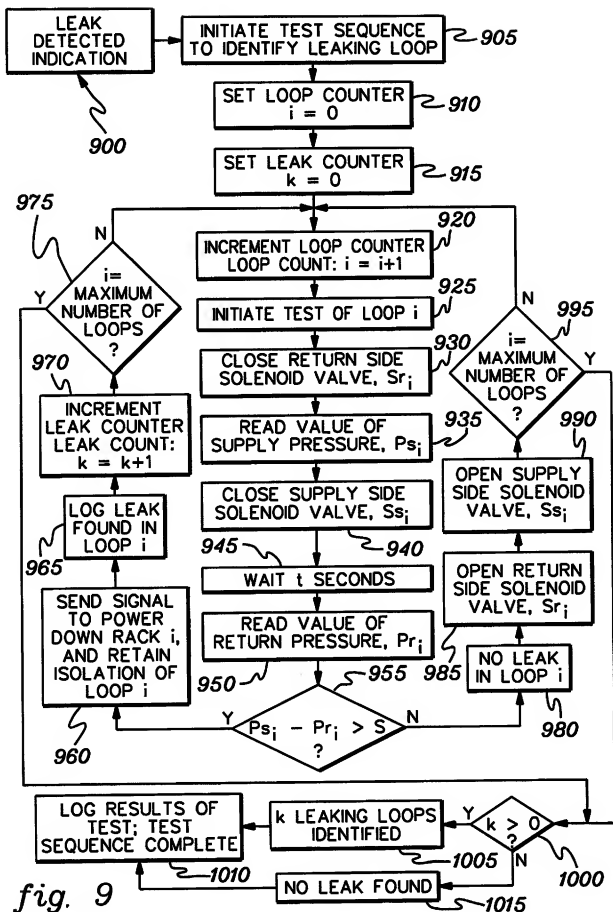 LEAK
DETECTED
INDICATION
900
INITIATE TEST SEQUENCE
TO IDENTIFY LEAKING LOOP
905
SET LOOP COUNTER
i = 0
910
SET LEAK COUNTER
k = 0
915
INCREMENT LOOP COUNTER
LOOP COUNT: i = i+1
920
INITIATE TEST OF LOOP i
925
CLOSE RETURN SIDE
SOLENOID VALVE, Sri
930
READ VALUE OF
SUPPLY PRESSURE, Psi
935
CLOSE SUPPLY SIDE
SOLENOID VALVE, Ssi
940
945
WAIT t SECONDS
READ VALUE OF
RETURN PRESSURE, Pri
950
955
Psi - Pri > S
?
Y
N
SEND SIGNAL
TO POWER
DOWN RACK i,
AND RETAIN
ISOLATION OF
LOOP i
960
LOG LEAK
FOUND IN
LOOP i
965
970
INCREMENT
LEAK COUNTER
LEAK COUNT:
k = k+1
975
N
Y
i=
MAXIMUM
NUMBER OF
LOOPS
?
NO LEAK
IN LOOP i
980
OPEN RETURN
SIDE SOLENOID
VALVE, Sri
985
OPEN SUPPLY
SIDE SOLENOID
VALVE, Ssi
990
N
995
i=
MAXIMUM
NUMBER OF
LOOPS
?
Y
k > 0
?
1000
Y
N
k LEAKING LOOPS
IDENTIFIED
1005
LOG RESULTS OF
TEST; TEST
SEQUENCE COMPLETE
1010
NO LEAK FOUND
1015
fig. 9